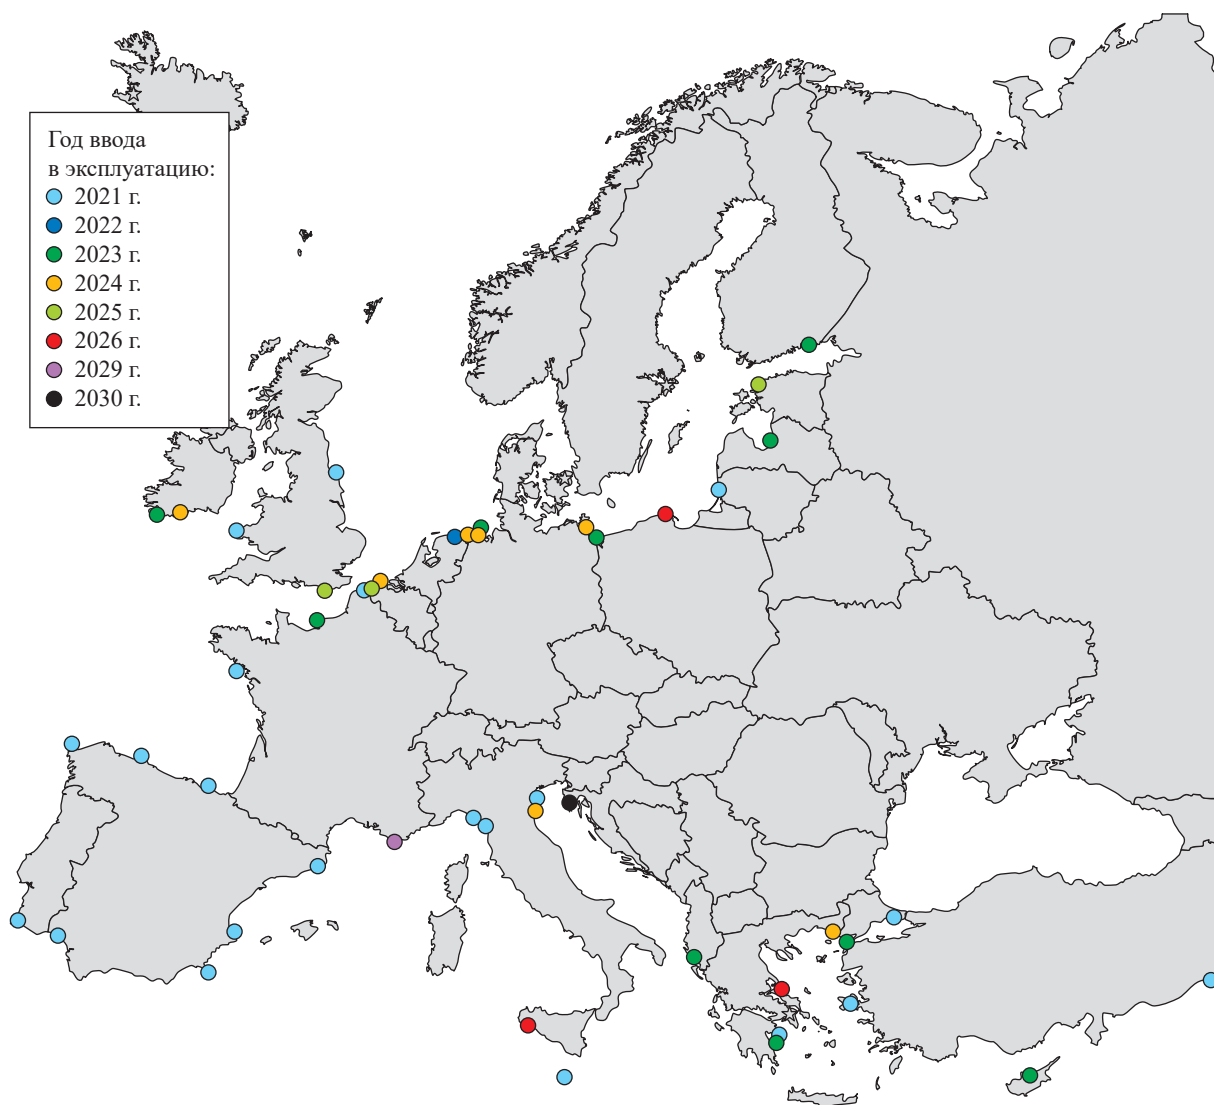 Год ввода
в эксплуатацию:
2021 г.
2022 г.
2023 г.
2024 г.
2025 г.
2026 г.
2029 г.
2030 г.